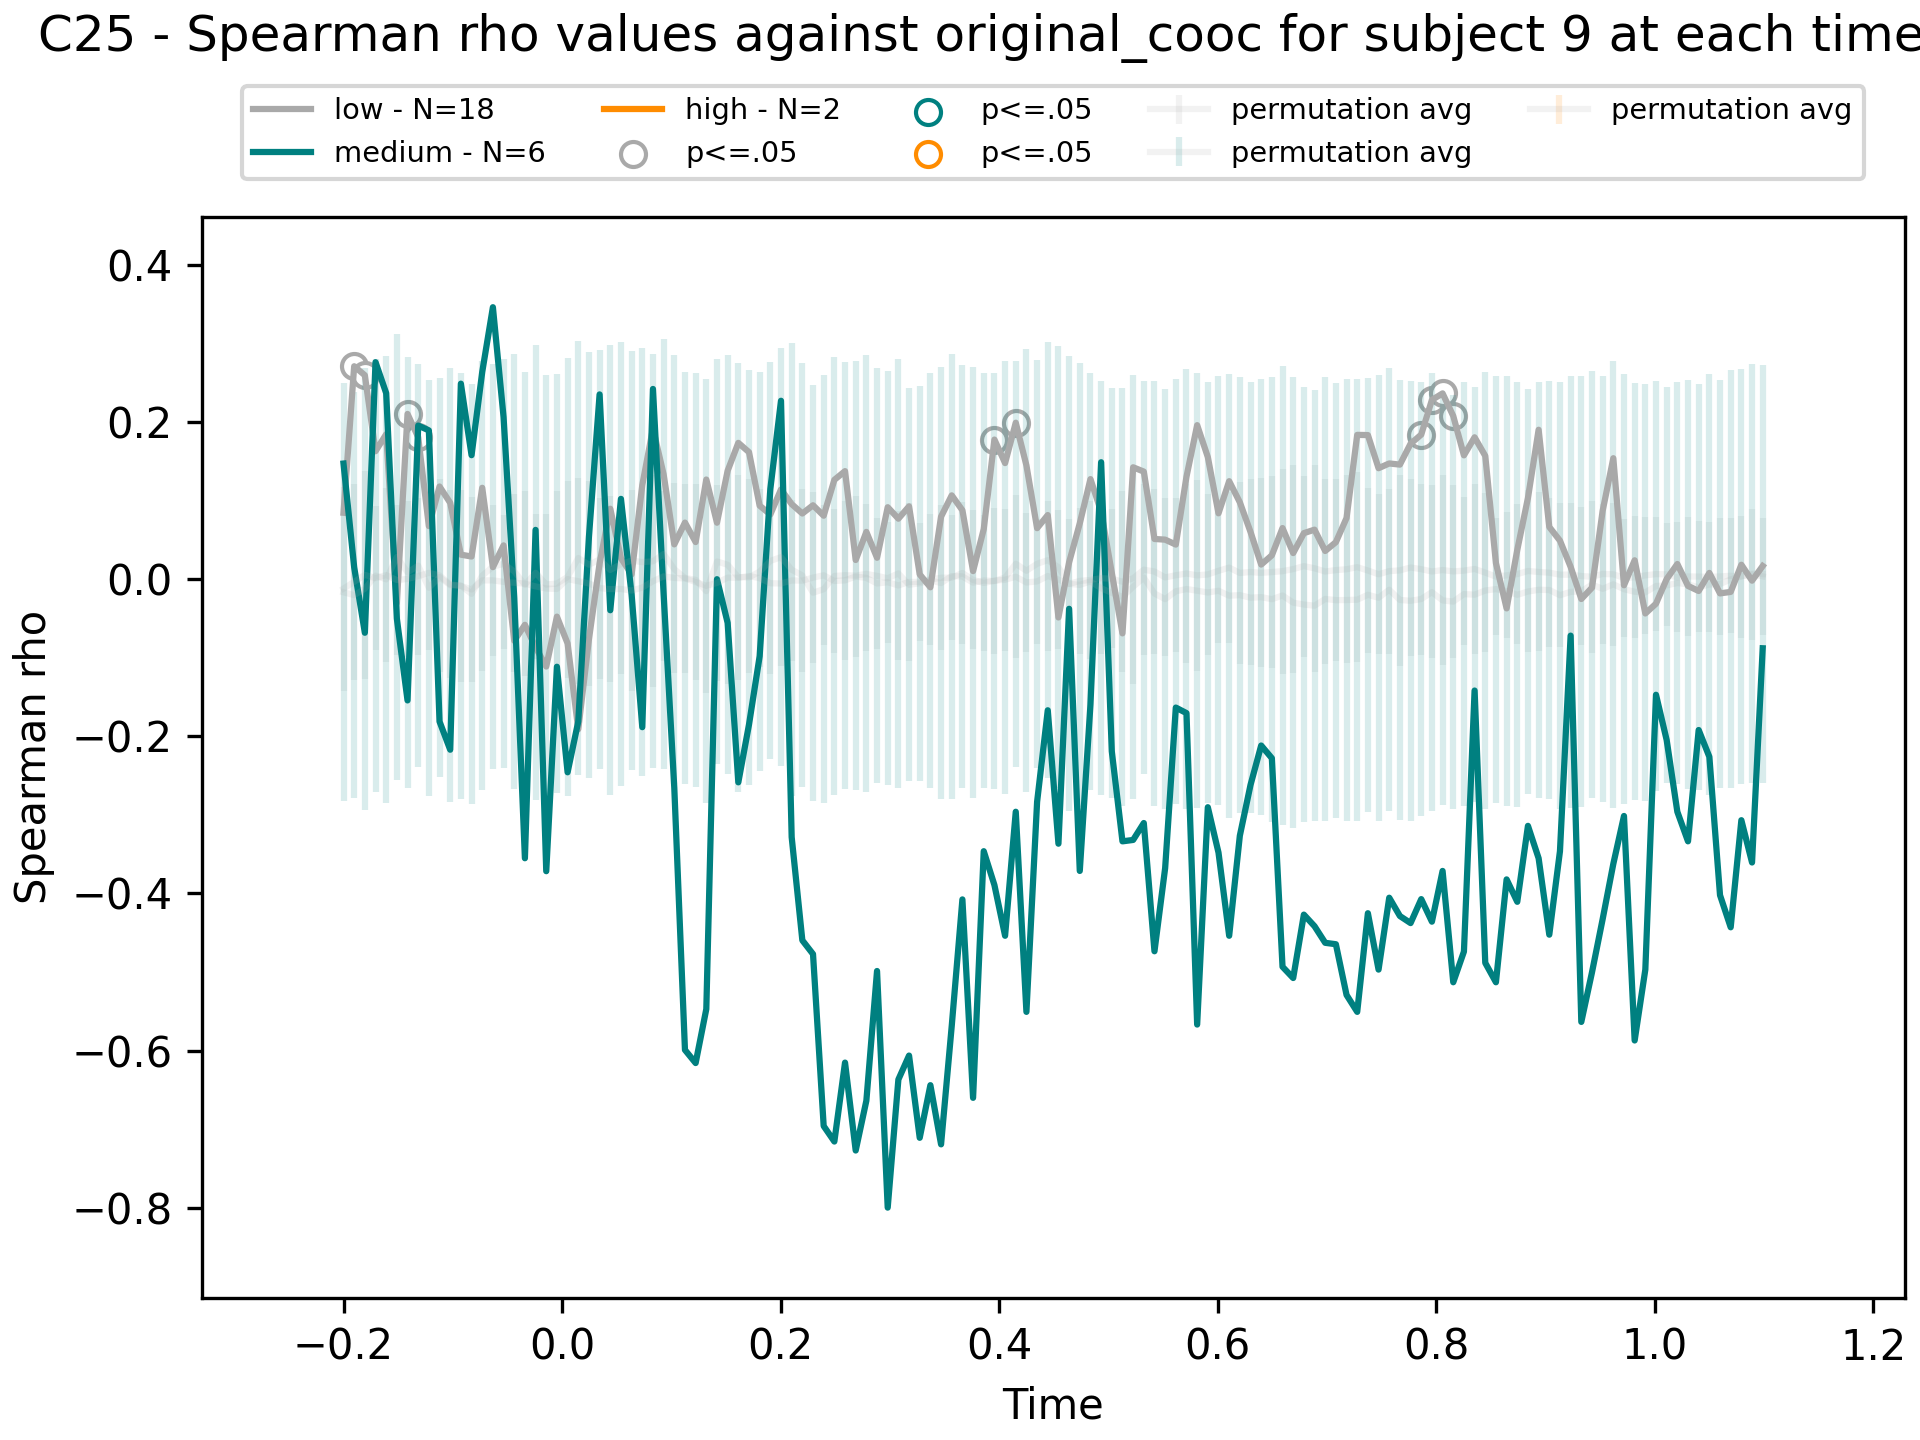 C25 - Spearman rho values against original_cooc for subject 9 at each time
low - N=18
medium - N=6
high - N=2
p<=.05
p<=.05
p<=.05
permutation avg
permutation avg
permutation avg
Spearman rho
0.4
0.2
0.0
−0.2
−0.4
−0.6
−0.8
−0.2 0.0 0.2 0.4 0.6 0.8 1.0 1.2
Time